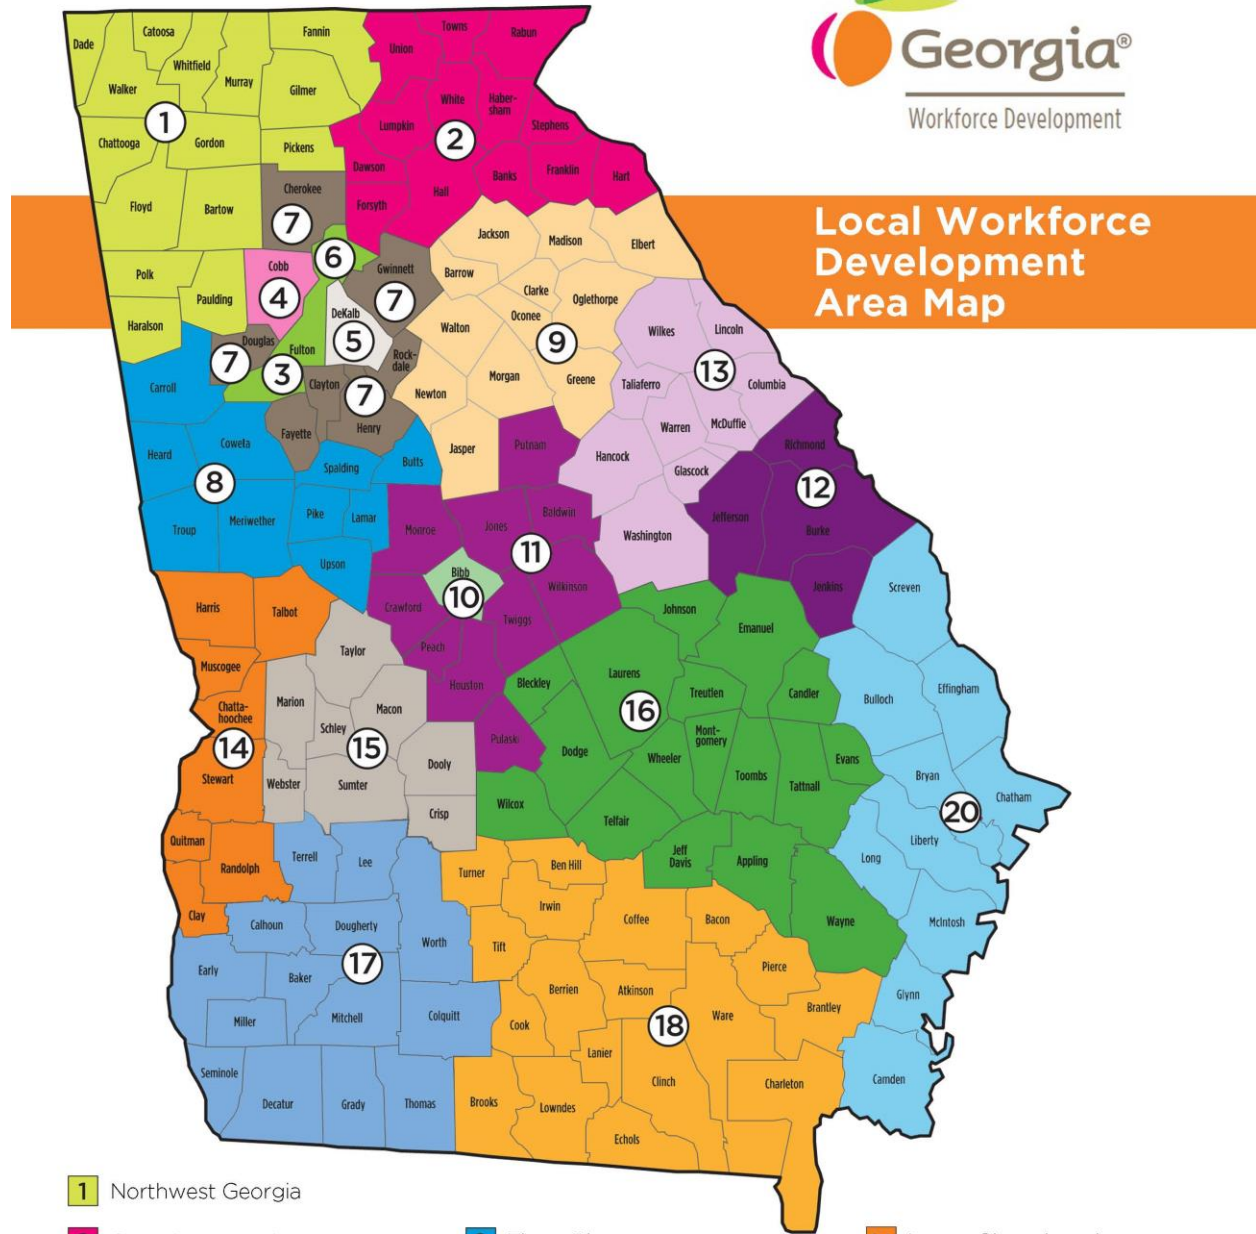 Georgia®
Workforce Development
Local Workforce
Development
Area Map
Dade
Catoosa
Fannin
Whitfield
Walker
Murray
Gilmer
1
Chattooga
Gordon
Pickens
Floyd
Bartow
Polk
Paulding
Haralson
Union
Towns
Rabun
White
Haber-
sham
Lumpkin
Stephens
2
Dawson
Hall
Banks
Franklin
Hart
Forsyth
Cherokee
7
6
Cobb
4
Gwinnett
7
DeKalb
5
Douglas
7
Fulton
3
Clayton
Rock-
dale
7
Fayette
Henry
Jackson
Madison
Elbert
Barrow
Clarke
Oglethorpe
Oconee
Walton
9
Morgan
Greene
Newton
Jasper
Wilkes
Lincoln
13
Taliaferro
Columbia
Warren
McDuffie
Hancock
Glascock
Washington
Carroll
Heard
Coweta
Spalding
Butts
8
Troup
Meriwether
Pike
Lamar
Upson
Putnam
Monroe
Jones
Baldwin
11
Bibb
10
Wilkinson
Crawford
Twiggs
Peach
Houston
Pulaski
Richmond
12
Jefferson
Burke
Jenkins
Screven
Effingham
Bulloch
Bryan
Chatham
20
Liberty
Long
McIntosh
Glynn
Camden
Harris
Talbot
Muscogee
Chatta-
hoochee
14
Stewart
Quitman
Randolph
Clay
Taylor
Marion
Macon
Schley
15
Dooly
Webster
Sumter
Crisp
Johnson
Emanuel
Bleckley
Laurens
Treutlen
Candler
16
Mont-
gomery
Dodge
Wheeler
Toombs
Evans
Tattnall
Wilcox
Telfair
Jeff
Davis
Appling
Wayne
Terrell
Lee
Calhoun
Dougherty
Worth
17
Early
Baker
Miller
Mitchell
Colquitt
Seminole
Decatur
Grady
Thomas
Turner
Ben Hill
Irwin
Coffee
Bacon
Tift
Pierce
Berrien
Atkinson
Ware
Brantley
Cook
18
Lanier
Clinch
Charleton
Brooks
Lowndes
Echols
1 Northwest Georgia